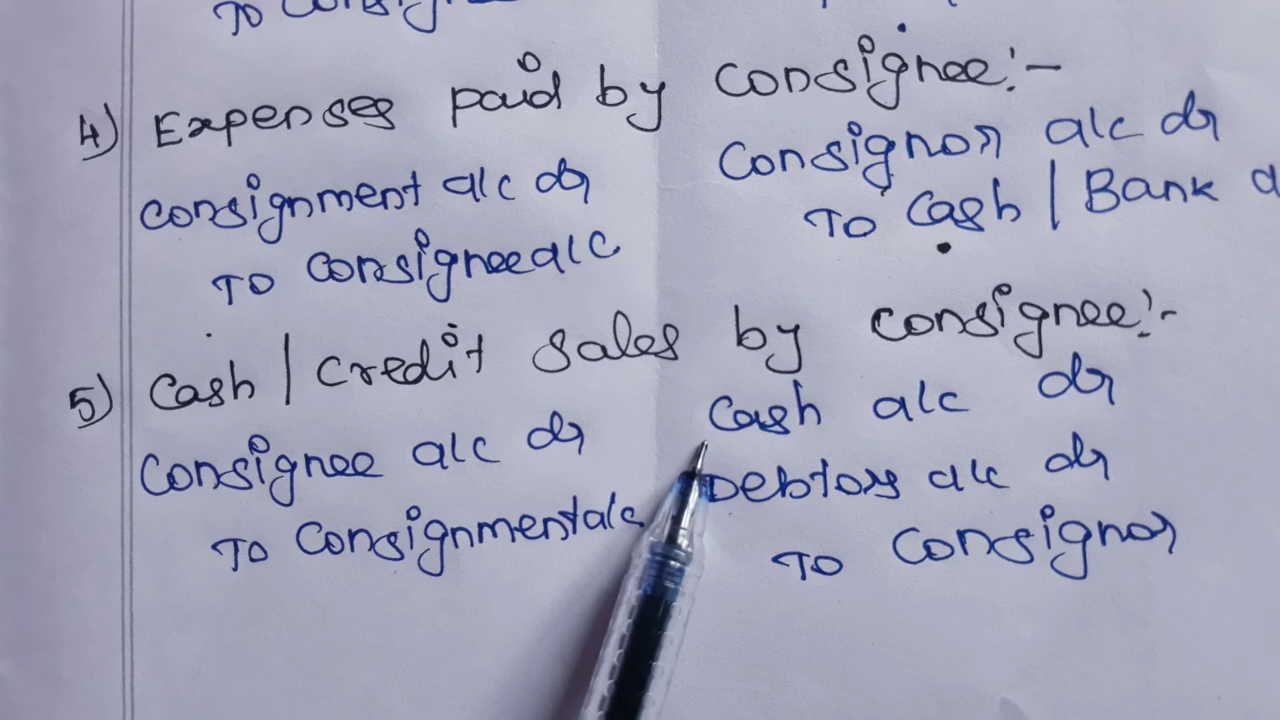 To
4) Expenses paid by consignee:-
consignment a/c dr
To consignee a/c
Consignor a/c dr
To Cash / Bank a
5) Cash / credit sales by consignee:-
Consignee a/c dr
To Consignment a/c
Cash a/c dr
Debtors a/c dr
To Consignor